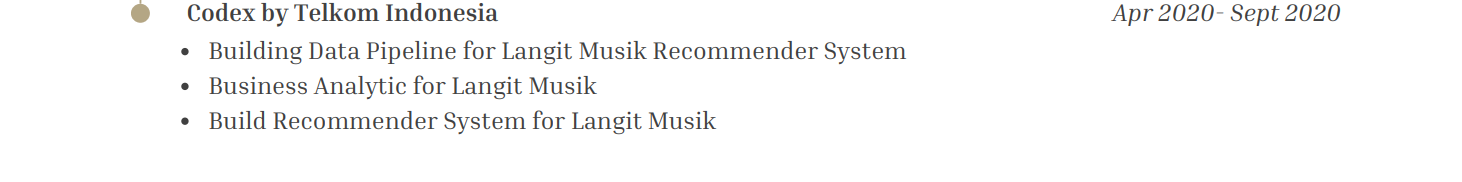 Codex by Telkom Indonesia Apr 2020- Sept 2020
• Building Data Pipeline for Langit Musik Recommender System
• Business Analytic for Langit Musik
• Build Recommender System for Langit Musik